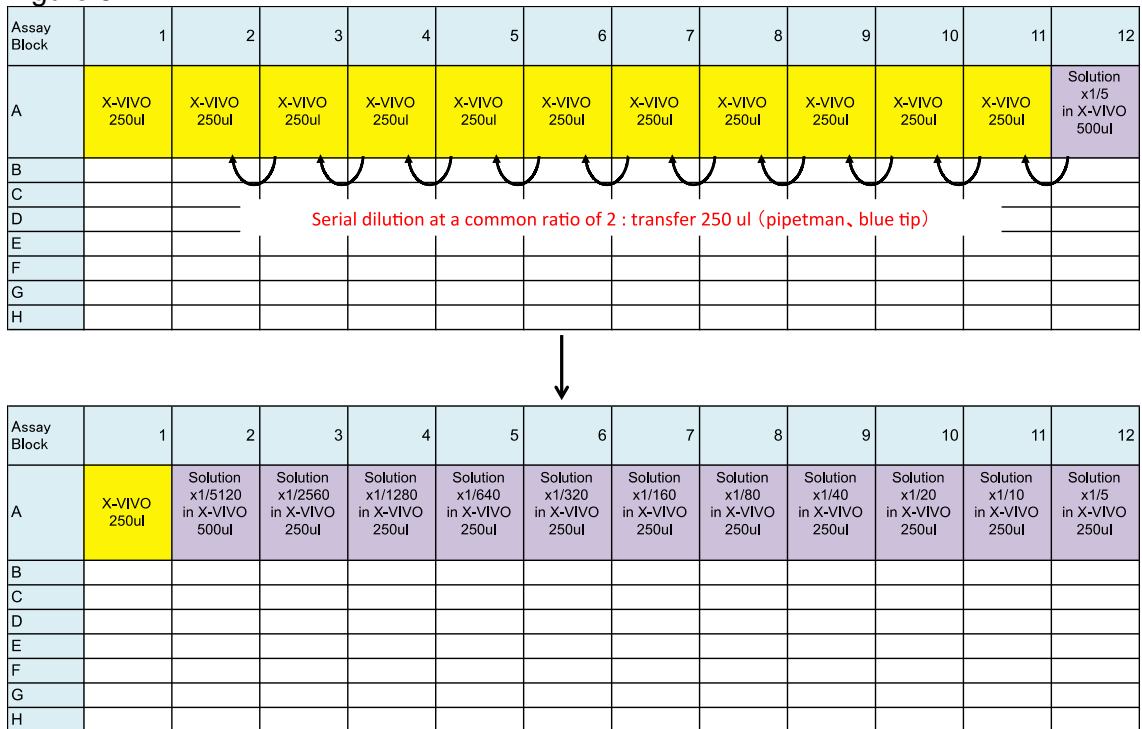 Assay Block 1 2 3 4 5 6 7 8 9 10 11 12
A X-VIVO 250ul X-VIVO 250ul X-VIVO 250ul X-VIVO 250ul X-VIVO 250ul X-VIVO 250ul X-VIVO 250ul X-VIVO 250ul X-VIVO 250ul X-VIVO 250ul X-VIVO 250ul Solution x1/5 in X-VIVO 500ul
B
C
D
Serial dilution at a common ratio of 2 : transfer 250 ul（pipetman、blue tip）
E
F
G
H
Assay Block 1 2 3 4 5 6 7 8 9 10 11 12
A X-VIVO 250ul Solution x1/5120 in X-VIVO 500ul Solution x1/2560 in X-VIVO 250ul Solution x1/1280 in X-VIVO 250ul Solution x1/640 in X-VIVO 250ul Solution x1/320 in X-VIVO 250ul Solution x1/160 in X-VIVO 250ul Solution x1/80 in X-VIVO 250ul Solution x1/40 in X-VIVO 250ul Solution x1/20 in X-VIVO 250ul Solution x1/10 in X-VIVO 250ul Solution x1/5 in X-VIVO 250ul
B
C
D
E
F
G
H